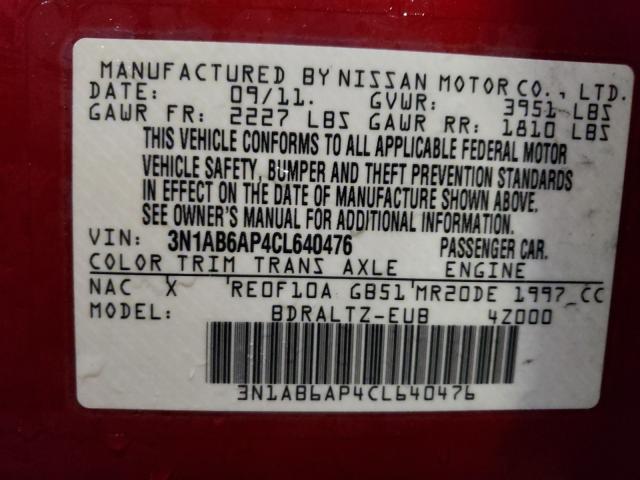 MANUFACTURED BY NISSAN MOTOR CO., LTD.
DATE: 09/11. GVWR: 3951 LBS
GAWR FR: 2227 LBS GAWR RR: 1810 LBS
THIS VEHICLE CONFORMS TO ALL APPLICABLE FEDERAL MOTOR
VEHICLE SAFETY, BUMPER AND THEFT PREVENTION STANDARDS
IN EFFECT ON THE DATE OF MANUFACTURE SHOWN ABOVE.
SEE OWNER'S MANUAL FOR ADDITIONAL INFORMATION.
VIN: 3N1AB6AP4CL640476 PASSENGER CAR.
COLOR TRIM TRANS AXLE ENGINE
NAC X RE0F10A GB51 MR20DE 1997 CC
MODEL: BDRALTZ-EUB 4Z000
3N1AB6AP4CL640476